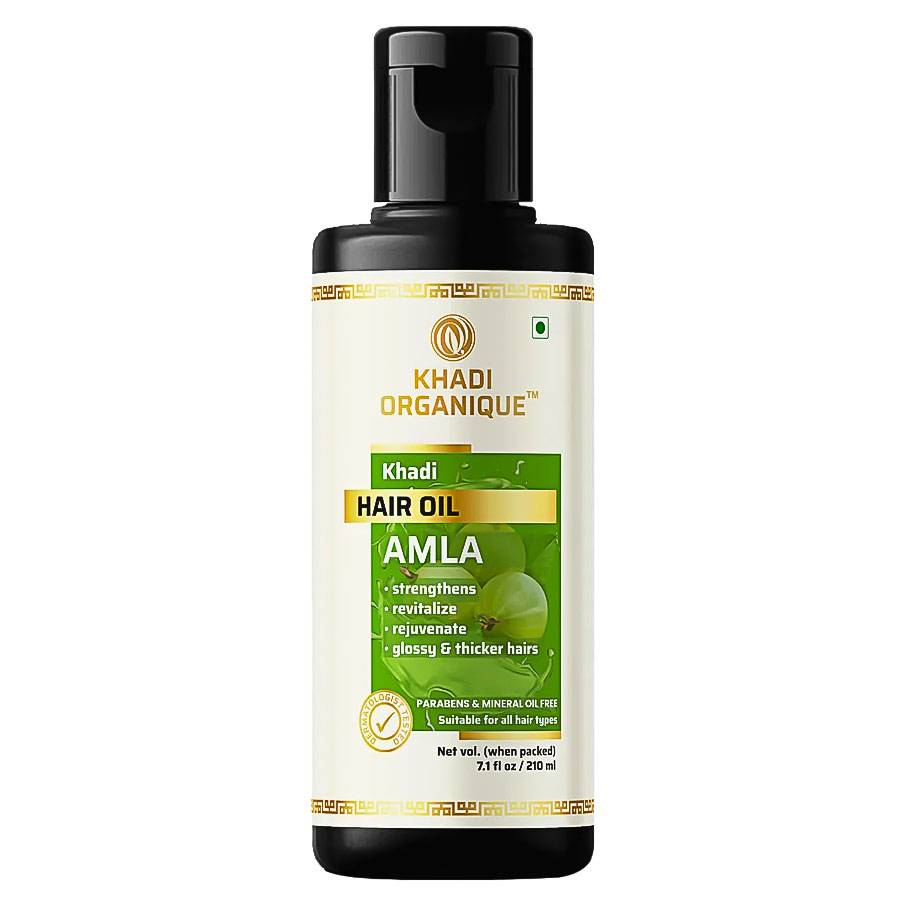 KHADI
ORGANIQUE™
Khadi
HAIR OIL
AMLA
• strengthens
• revitalize
• rejuvenate
• glossy & thicker hairs
DERMATOLOGIST TESTED
PARABENS & MINERAL OIL FREE
Suitable for all hair types
Net vol. (when packed)
7.1 fl oz / 210 ml